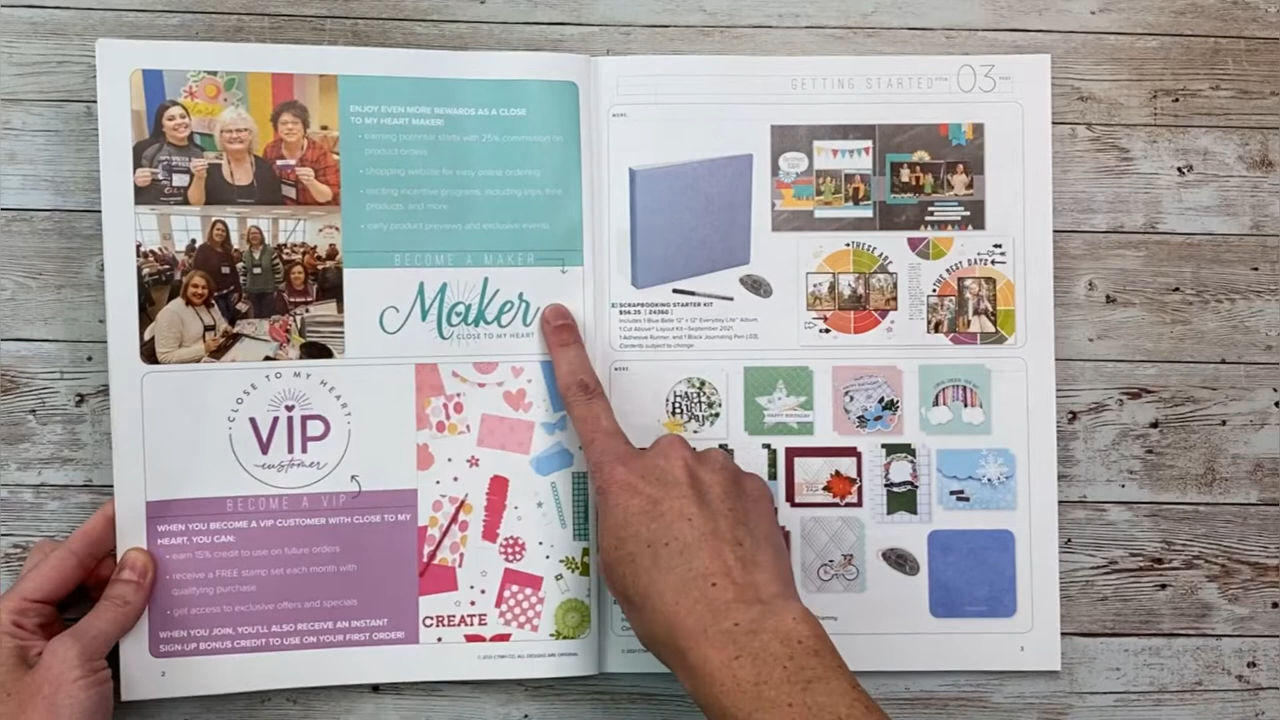 ENJOY EVEN MORE REWARDS AS A CLOSE
TO MY HEART MAKER!
• earning potential starts with 25% commission on
product orders
• shopping website for easy online ordering
• exciting incentive programs, including trips, free
products, and more
• early product previews and exclusive events
BECOME A MAKER
Maker
CLOSE TO MY HEART
CLOSE TO MY HEART
VIP
customer
BECOME A VIP
WHEN YOU BECOME A VIP CUSTOMER WITH CLOSE TO MY
HEART, YOU CAN:
• earn 15% credit to use on future orders
• receive a FREE stamp set each month with
qualifying purchase
• get access to exclusive offers and specials
WHEN YOU JOIN, YOU'LL ALSO RECEIVE AN INSTANT
SIGN-UP BONUS CREDIT TO USE ON YOUR FIRST ORDER!
CREATE
2
GETTING STARTED
03
THESE ARE
THE BEST DAYS
SCRAPBOOKING STARTER KIT
$56.35 [ Z4360 ]
Includes 1 Blue Belle 12" x 12" Everyday Life™ Album,
1 Cut Above® Layout Kit—September 2021,
1 Adhesive Runner, and 1 Black Journaling Pen (.03).
Contents subject to change.
HAPPY
BIRTHDAY
HAPPY BIRTHDAY
3